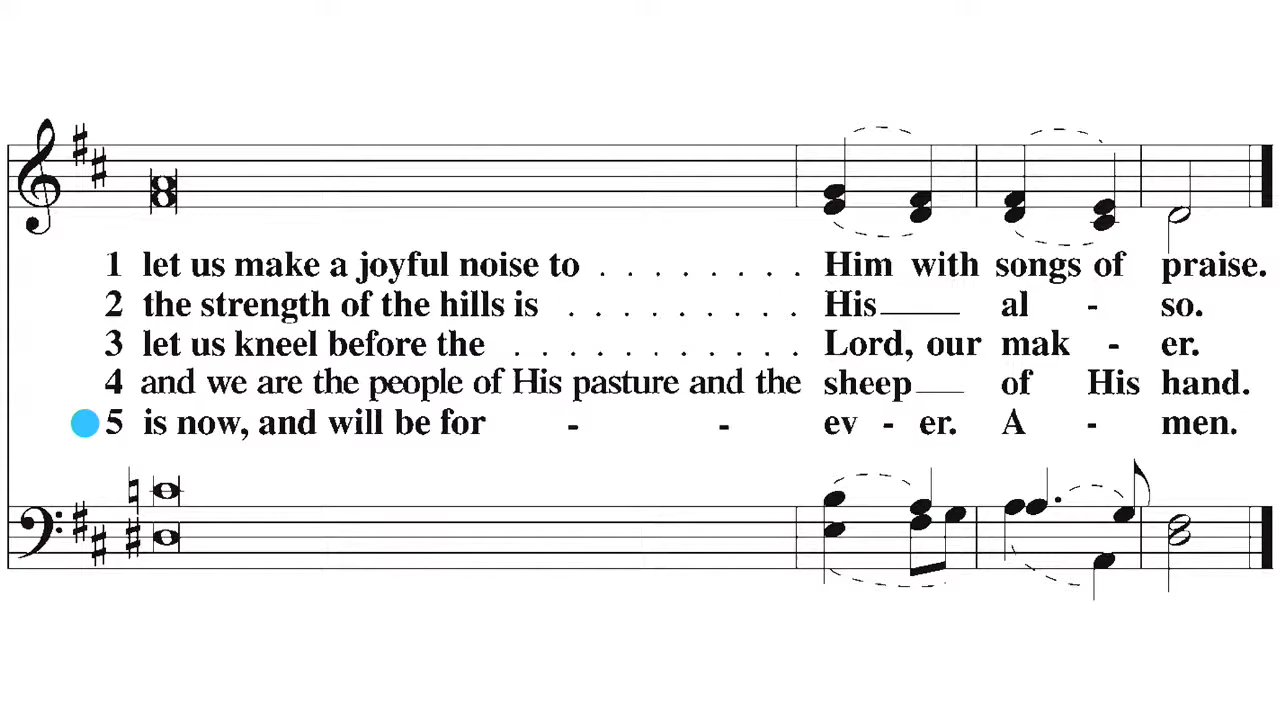 1 let us make a joyful noise to . . . . . . . . Him with songs of praise.
2 the strength of the hills is . . . . . . . . . His____ al - so.
3 let us kneel before the . . . . . . . . . . . Lord, our mak - er.
4 and we are the people of His pasture and the sheep___ of His hand.
5 is now, and will be for - - ev - er. A - men.